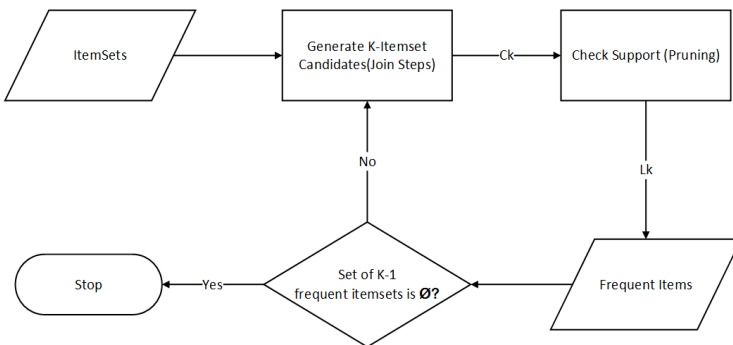 ItemSets
Generate K-Itemset
Candidates(Join Steps)
Ck
Check Support (Pruning)
Lk
No
Stop
Yes
Set of K-1
frequent itemsets is Ø?
Frequent Items